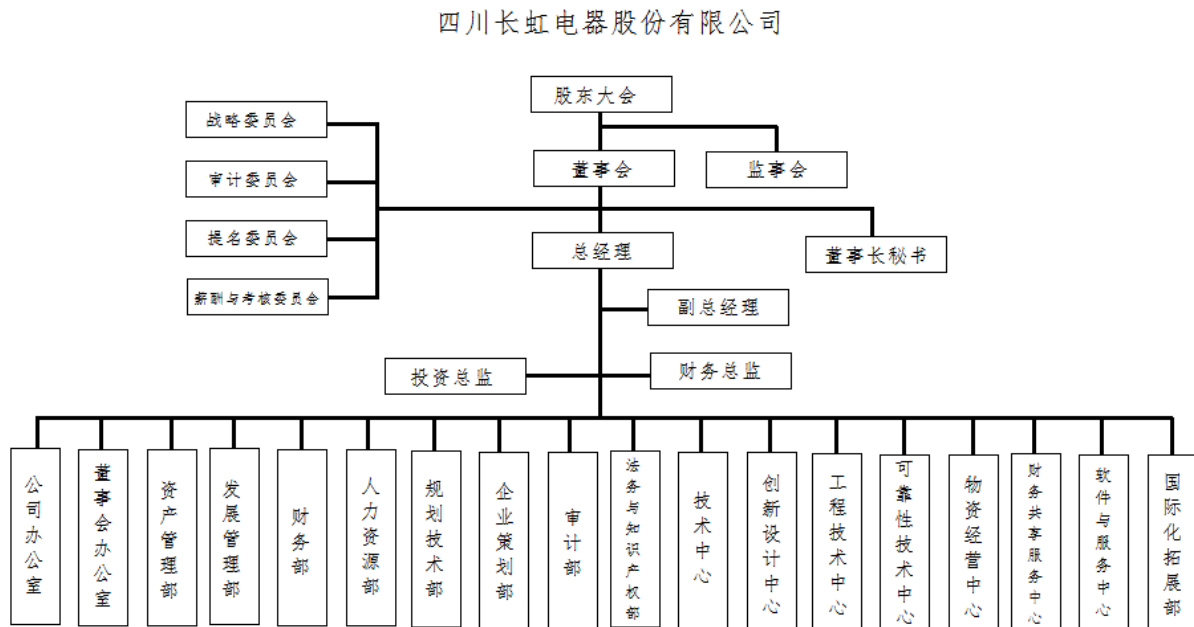 四川长虹电器股份有限公司
股东大会
战略委员会
董事会
监事会
审计委员会
提名委员会
总经理
董事长秘书
薪酬与考核委员会
副总经理
投资总监
财务总监
公司办公室
董事会办公室
资产管理部
发展管理部
财务部
人力资源部
规划技术部
企业策划部
审计部
法务与知识产权部
技术中心
创新设计中心
工程技术中心
可靠性技术中心
物资经营中心
财务共享服务中心
软件与服务中心
国际化拓展部